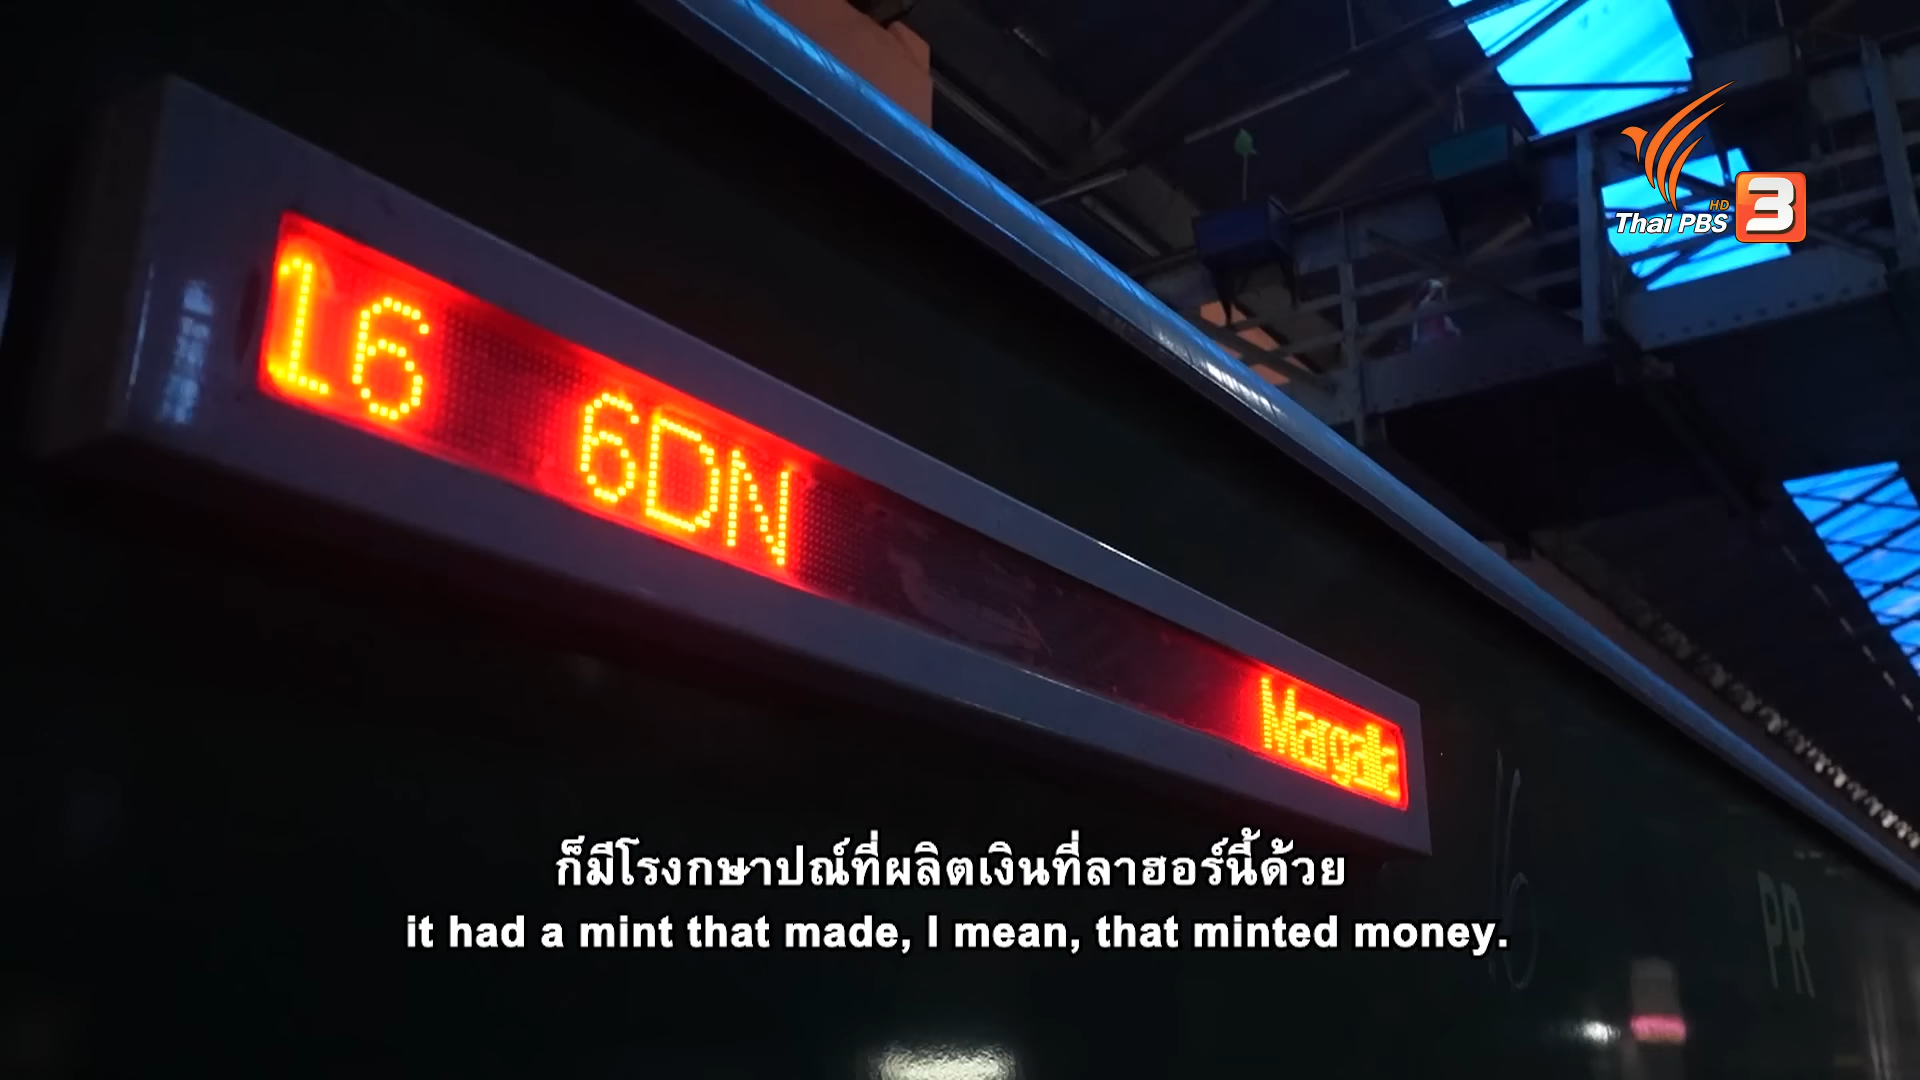 HD
Thai PBS 3
16 6DN Margalla
16
PR
ก็มีโรงกษาปณ์ที่ผลิตเงินที่ลาฮอร์นี้ด้วย
it had a mint that made, I mean, that minted money.